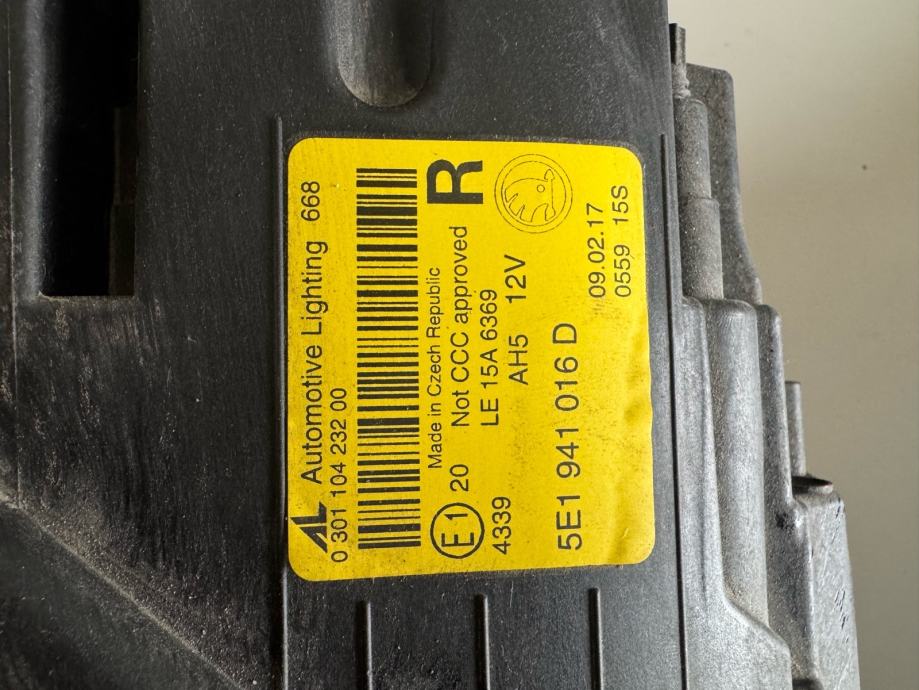 AL Automotive Lighting 668
0 301 104 232 00
R
Made in Czech Republic
E1 20 Not CCC approved
LE 15A 6369
4339 AH5 12V
5E1 941 016 D
09.02.17
0559 15S